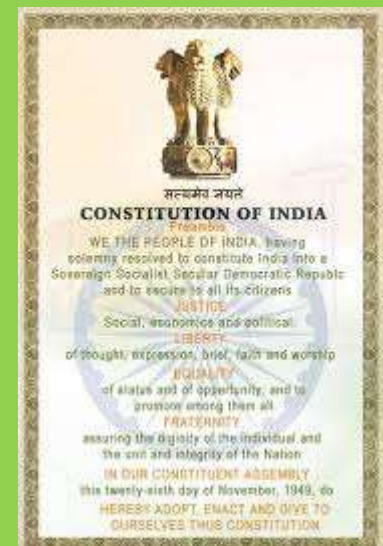 सत्यमेव जयते
CONSTITUTION OF INDIA
Preamble
WE THE PEOPLE OF INDIA, having
solemny resolved to constitute India into a
Sovereign Socialist Secular Democratic Republc
and to secure to all its citizens
JUSTICE
Social, economics and political
LIBERTY
of thought, expression, brief, faith and worship
EQUALITY
of status and of opportunity, and to
promote among them all
FRATERNITY
assuring the digioity of the individual and
the unit and integrity of the Nation
IN OUR CONSTITUENT ASSEMBLY
this twenty-sixth day of November, 1949, do
HEREBY ADOPT, ENACT AND GIVE TO
OURSELVES THUS CONSTITUTION